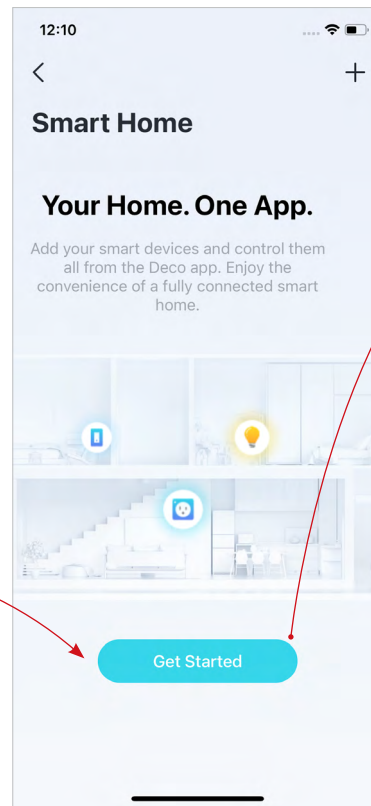 12:10
Smart Home
Your Home. One App.
Add your smart devices and control them
all from the Deco app. Enjoy the
convenience of a fully connected smart
home.
Get Started